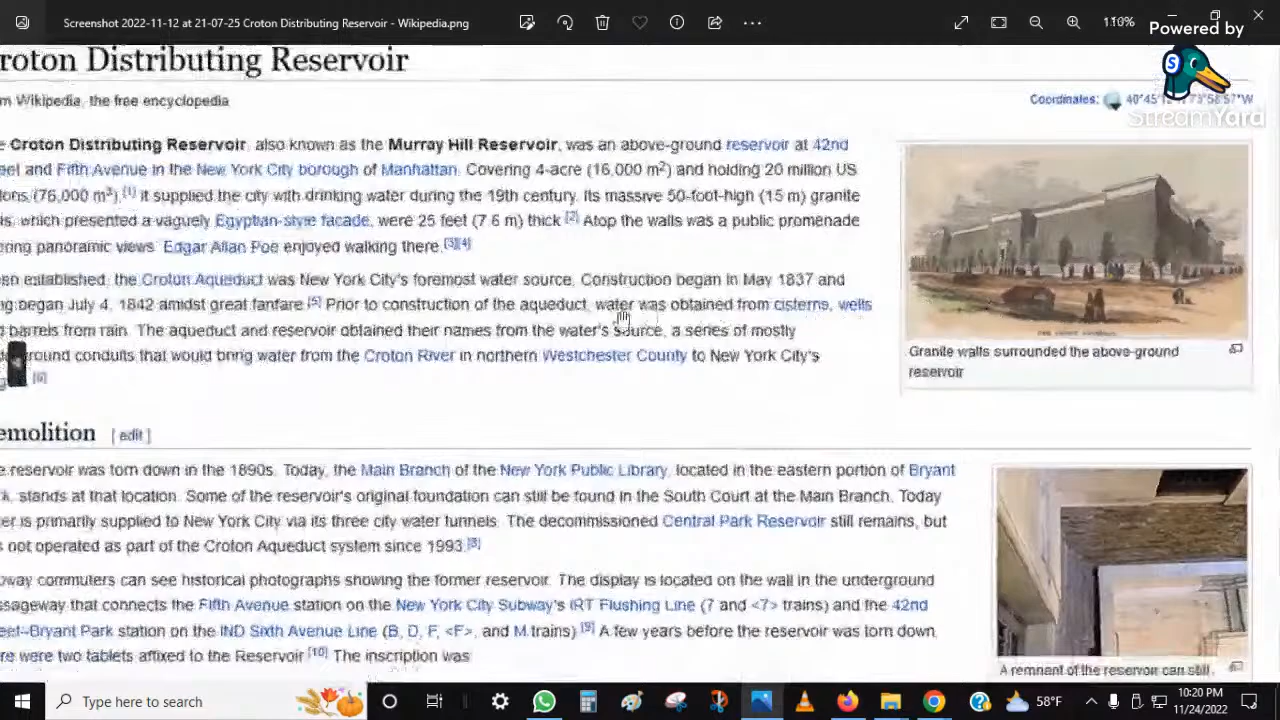 Screenshot 2022-11-12 at 21-07-25 Croton Distributing Reservoir - Wikipedia.png
110%
Powered by
StreamYard
roton Distributing Reservoir
m Wikipedia, the free encyclopedia
Coordinates:
e Croton Distributing Reservoir, also known as the Murray Hill Reservoir, was an above-ground reservoir at 42nd
eet and Fifth Avenue in the New York City borough of Manhattan. Covering 4-acre (16,000 m2) and holding 20 million US
lons (76,000 m3),[1] it supplied the city with drinking water during the 19th century. Its massive 50-foot-high (15 m) granite
ls, which presented a vaguely Egyptian-style facade, were 25 feet (7.6 m) thick.[2] Atop the walls was a public promenade
ring panoramic views. Edgar Allan Poe enjoyed walking there.[3][4]
en established, the Croton Aqueduct was New York City's foremost water source. Construction began in May 1837 and
ng began July 4, 1842 amidst great fanfare.[5] Prior to construction of the aqueduct, water was obtained from cisterns, wells
d barrels from rain. The aqueduct and reservoir obtained their names from the water's source, a series of mostly
ground conduits that would bring water from the Croton River in northern Westchester County to New York City's
[6]
Granite walls surrounded the above-ground
reservoir
emolition [ edit ]
e reservoir was torn down in the 1890s. Today, the Main Branch of the New York Public Library, located in the eastern portion of Bryant
k, stands at that location. Some of the reservoir's original foundation can still be found in the South Court at the Main Branch. Today
er is primarily supplied to New York City via its three city water tunnels. The decommissioned Central Park Reservoir still remains, but
s not operated as part of the Croton Aqueduct system since 1993.[8]
way commuters can see historical photographs showing the former reservoir. The display is located on the wall in the underground
ssageway that connects the Fifth Avenue station on the New York City Subway's IRT Flushing Line (7 and <7> trains) and the 42nd
eet–Bryant Park station on the IND Sixth Avenue Line (B, D, F, <F>, and M trains).[9] A few years before the reservoir was torn down,
re were two tablets affixed to the Reservoir.[10] The inscription was
A remnant of the reservoir can still
Type here to search
58°F
10:20 PM
11/24/2022